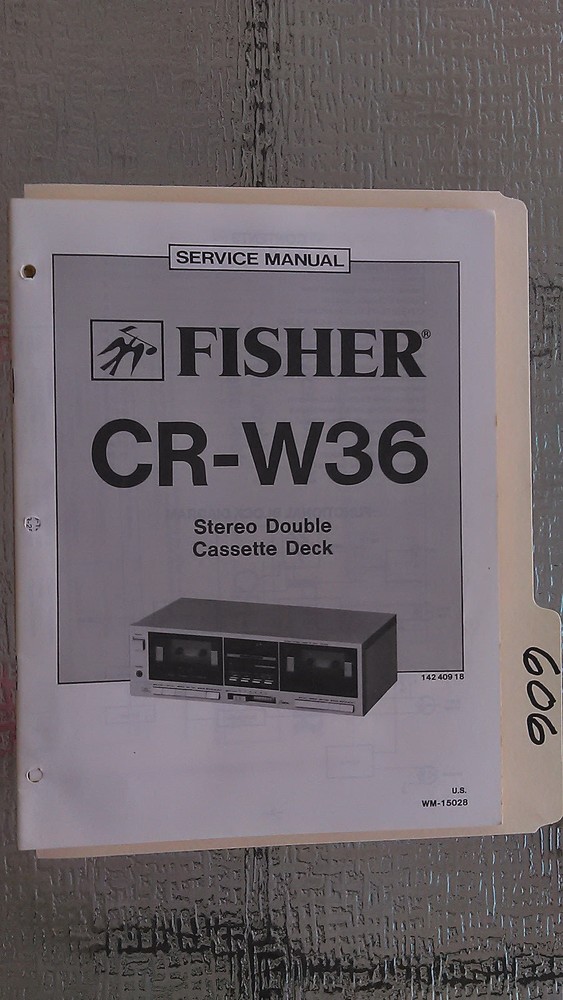 SERVICE MANUAL
FISHER®
CR-W36
Stereo Double
Cassette Deck
142 409 18
U.S.
WM-15028
606